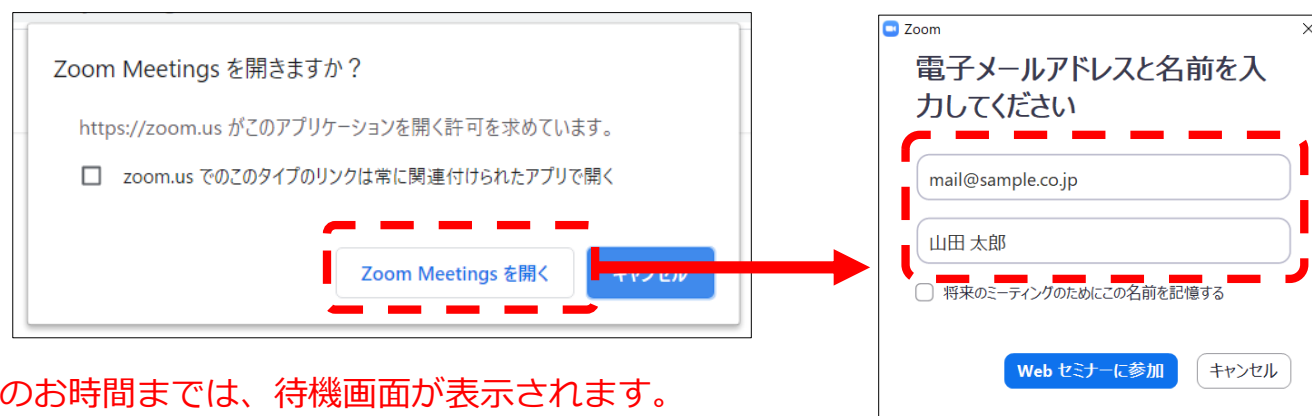 Zoom Meetings を開きますか？
https://zoom.us がこのアプリケーションを開く許可を求めています。
zoom.us でのこのタイプのリンクは常に関連付けられたアプリで開く
Zoom Meetings を開く
キャンセル
Zoom
電子メールアドレスと名前を入
力してください
mail@sample.co.jp
山田 太郎
将来のミーティングのためにこの名前を記憶する
Web セミナーに参加
キャンセル
のお時間までは、待機画面が表示されます。